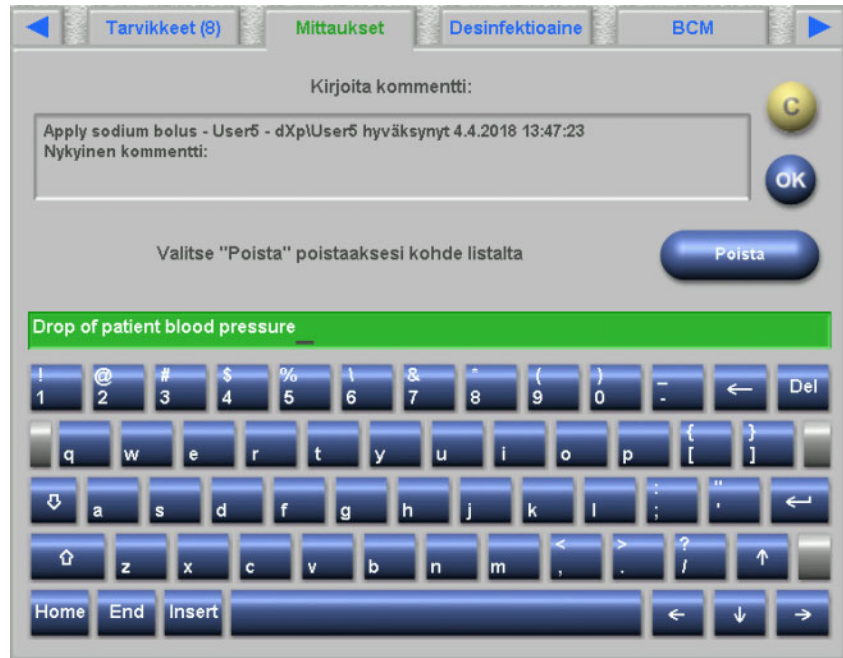 Tarvikkeet (8) Mittaukset Desinfektioaine BCM
Kirjoita kommentti:
C
Apply sodium bolus - User5 - dXp\User5 hyväksynyt 4.4.2018 13:47:23
Nykyinen kommentti:
OK
Valitse "Poista" poistaaksesi kohde listalta
Poista
Drop of patient blood pressure_
! @ # $ % \ & * ( ) _
1 2 3 4 5 6 7 8 9 0 - ← Del
{ }
q w e r t y u i o p [ ]
: "
a s d f g h j k l ; '
< > ?
z x c v b n m , . / ↑
Home End Insert ← ↓ →